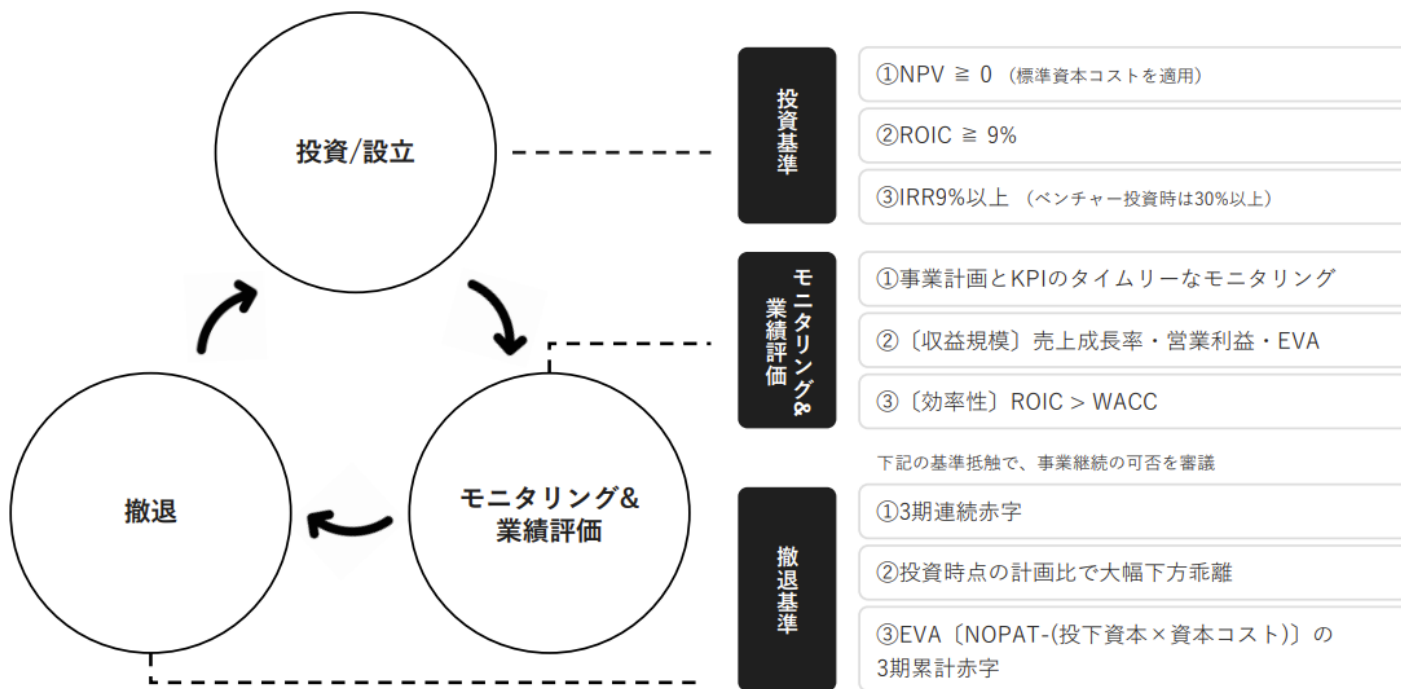 投資/設立
撤退
モニタリング&
業績評価
投資基準
①NPV ≧ 0 （標準資本コストを適用）
②ROIC ≧ 9%
③IRR9%以上 （ベンチャー投資時は30%以上）
モニタリング&
業績評価
①事業計画とKPIのタイムリーなモニタリング
②〔収益規模〕売上成長率・営業利益・EVA
③〔効率性〕ROIC > WACC
下記の基準抵触で、事業継続の可否を審議
撤退基準
①3期連続赤字
②投資時点の計画比で大幅下方乖離
③EVA〔NOPAT-(投下資本×資本コスト)〕の
3期累計赤字